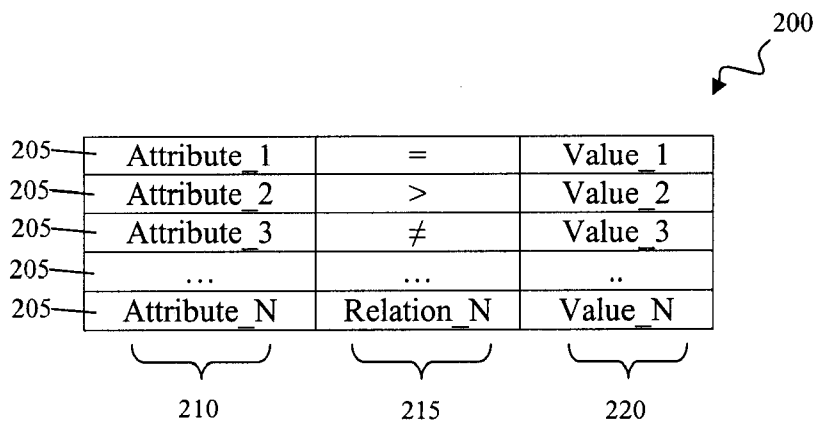 200
205 Attribute_1 = Value_1
205 Attribute_2 > Value_2
205 Attribute_3 ≠ Value_3
205 ... ... ..
205 Attribute_N Relation_N Value_N
210 215 220